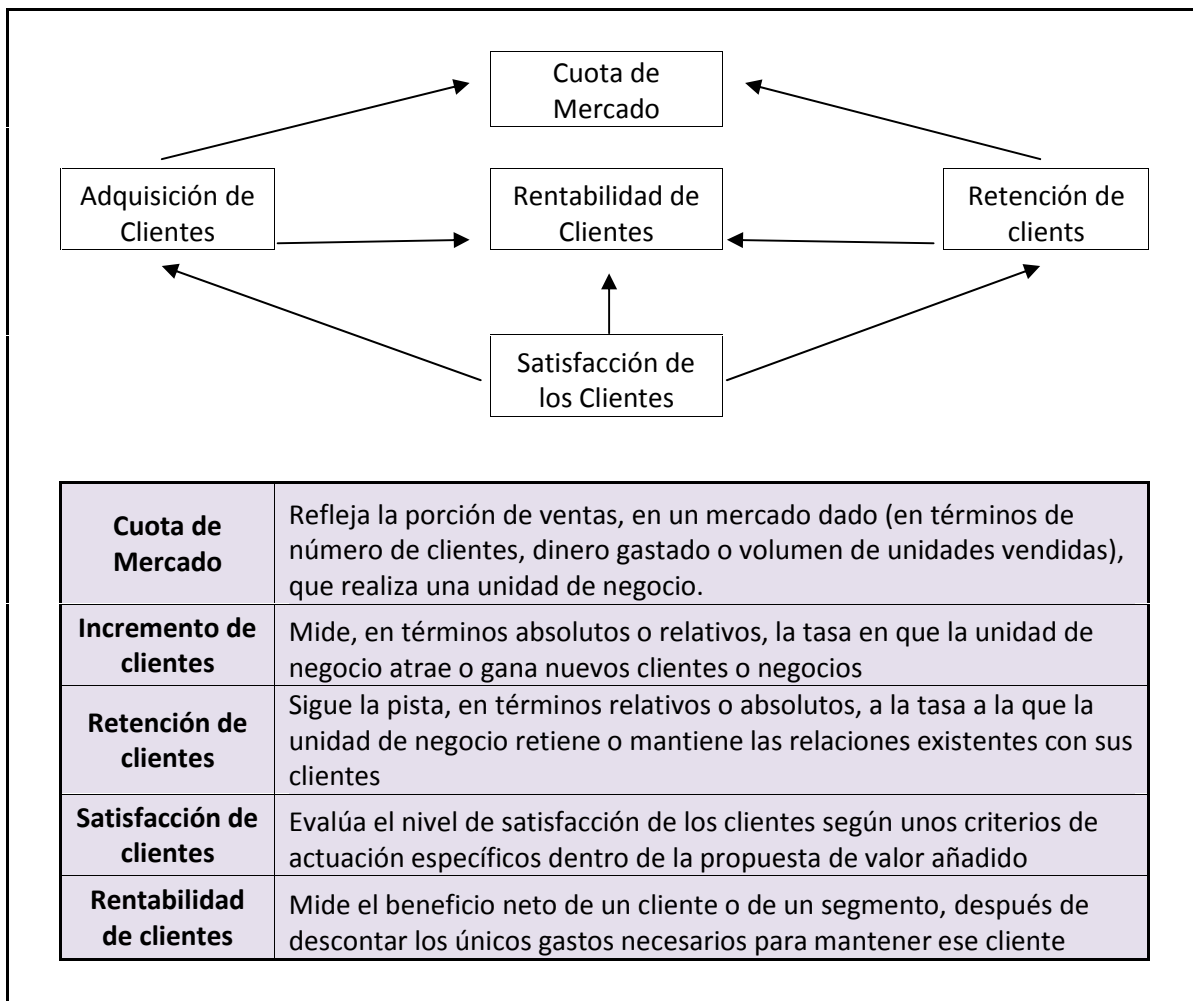 Cuota de
Mercado
Adquisición de
Clientes
Rentabilidad de
Clientes
Retención de
clients
Satisfacción de
los Clientes
Cuota de
Mercado
Refleja la porción de ventas, en un mercado dado (en términos de
número de clientes, dinero gastado o volumen de unidades vendidas),
que realiza una unidad de negocio.
Incremento de
clientes
Mide, en términos absolutos o relativos, la tasa en que la unidad de
negocio atrae o gana nuevos clientes o negocios
Retención de
clientes
Sigue la pista, en términos relativos o absolutos, a la tasa a la que la
unidad de negocio retiene o mantiene las relaciones existentes con sus
clientes
Satisfacción de
clientes
Evalúa el nivel de satisfacción de los clientes según unos criterios de
actuación específicos dentro de la propuesta de valor añadido
Rentabilidad
de clientes
Mide el beneficio neto de un cliente o de un segmento, después de
descontar los únicos gastos necesarios para mantener ese cliente